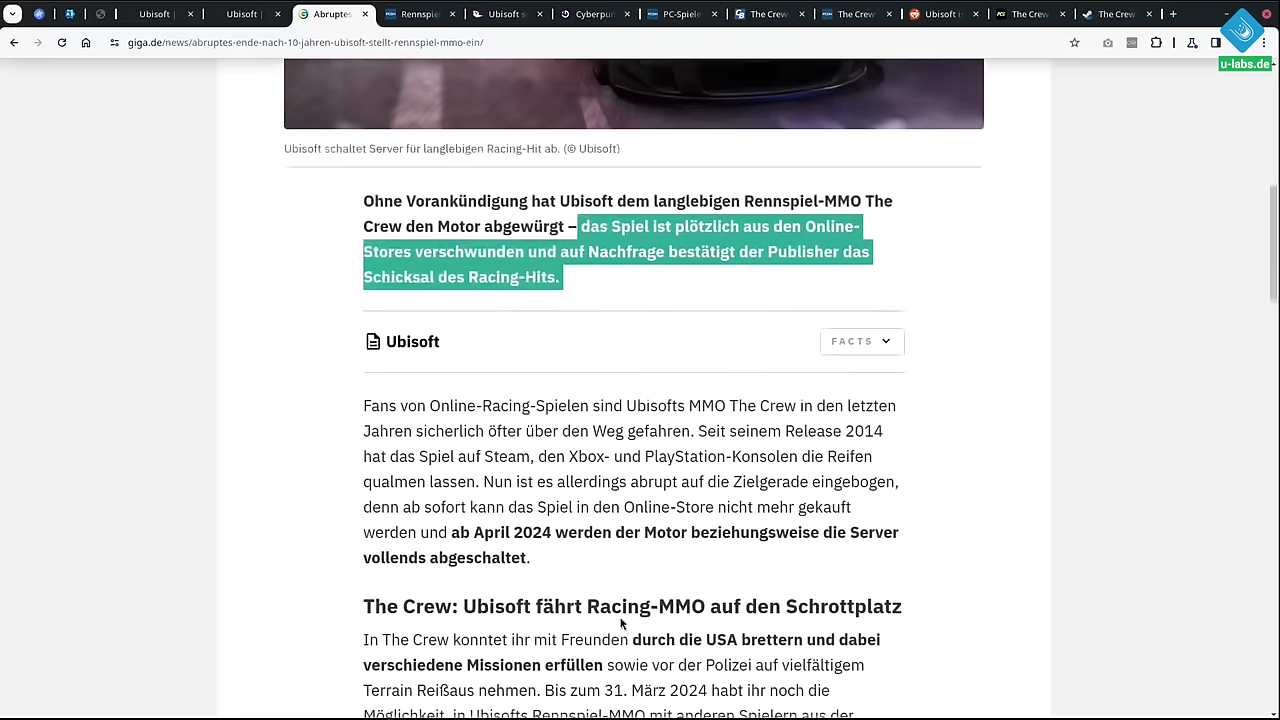 Ubisoft
Ubisoft
Abruptes
Rennspie
Ubisoft s
Cyberpun
PC-Spiele
The Crew
The Crew
Ubisoft i
The Crew
The Crew
giga.de/news/abruptes-ende-nach-10-jahren-ubisoft-stellt-rennspiel-mmo-ein/
u-labs.de
Ubisoft schaltet Server für langlebigen Racing-Hit ab. (© Ubisoft)
Ohne Vorankündigung hat Ubisoft dem langlebigen Rennspiel-MMO The
Crew den Motor abgewürgt – das Spiel ist plötzlich aus den Online-
Stores verschwunden und auf Nachfrage bestätigt der Publisher das
Schicksal des Racing-Hits.
Ubisoft
FACTS
Fans von Online-Racing-Spielen sind Ubisofts MMO The Crew in den letzten
Jahren sicherlich öfter über den Weg gefahren. Seit seinem Release 2014
hat das Spiel auf Steam, den Xbox- und PlayStation-Konsolen die Reifen
qualmen lassen. Nun ist es allerdings abrupt auf die Zielgerade eingebogen,
denn ab sofort kann das Spiel in den Online-Store nicht mehr gekauft
werden und ab April 2024 werden der Motor beziehungsweise die Server
vollends abgeschaltet.
The Crew: Ubisoft fährt Racing-MMO auf den Schrottplatz
In The Crew konntet ihr mit Freunden durch die USA brettern und dabei
verschiedene Missionen erfüllen sowie vor der Polizei auf vielfältigem
Terrain Reißaus nehmen. Bis zum 31. März 2024 habt ihr noch die
Möglichkeit, in Ubisofts Rennspiel-MMO mit anderen Spielern aus der